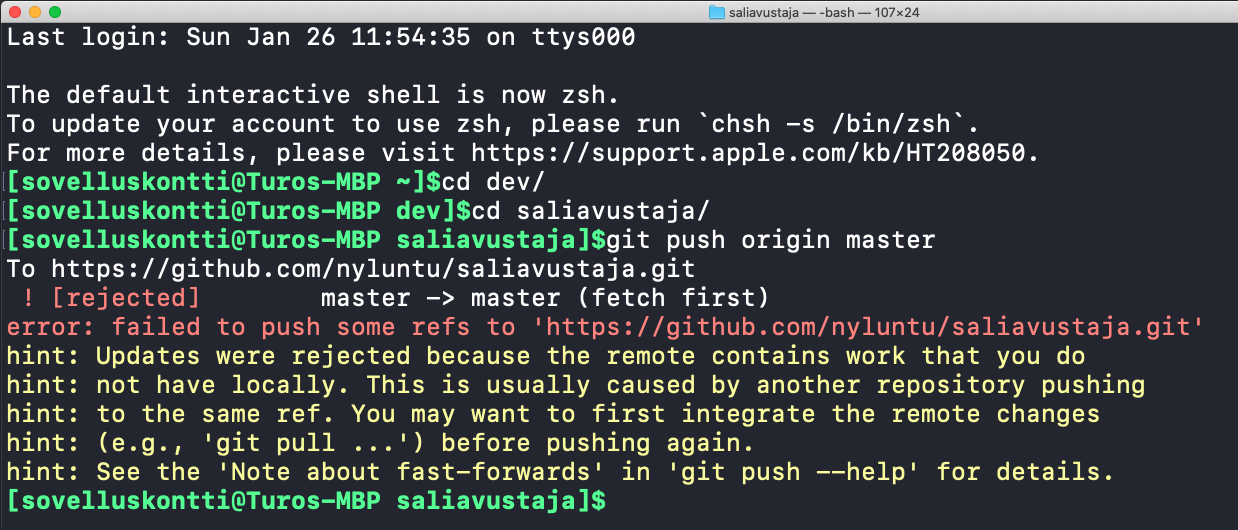 saliavustaja — -bash — 107×24
Last login: Sun Jan 26 11:54:35 on ttys000
The default interactive shell is now zsh.
To update your account to use zsh, please run `chsh -s /bin/zsh`.
For more details, please visit https://support.apple.com/kb/HT208050.
[sovelluskontti@Turos-MBP ~]$cd dev/
[sovelluskontti@Turos-MBP dev]$cd saliavustaja/
[sovelluskontti@Turos-MBP saliavustaja]$git push origin master
To https://github.com/nyluntu/saliavustaja.git
 ! [rejected]        master -> master (fetch first)
error: failed to push some refs to 'https://github.com/nyluntu/saliavustaja.git'
hint: Updates were rejected because the remote contains work that you do
hint: not have locally. This is usually caused by another repository pushing
hint: to the same ref. You may want to first integrate the remote changes
hint: (e.g., 'git pull ...') before pushing again.
hint: See the 'Note about fast-forwards' in 'git push --help' for details.
[sovelluskontti@Turos-MBP saliavustaja]$